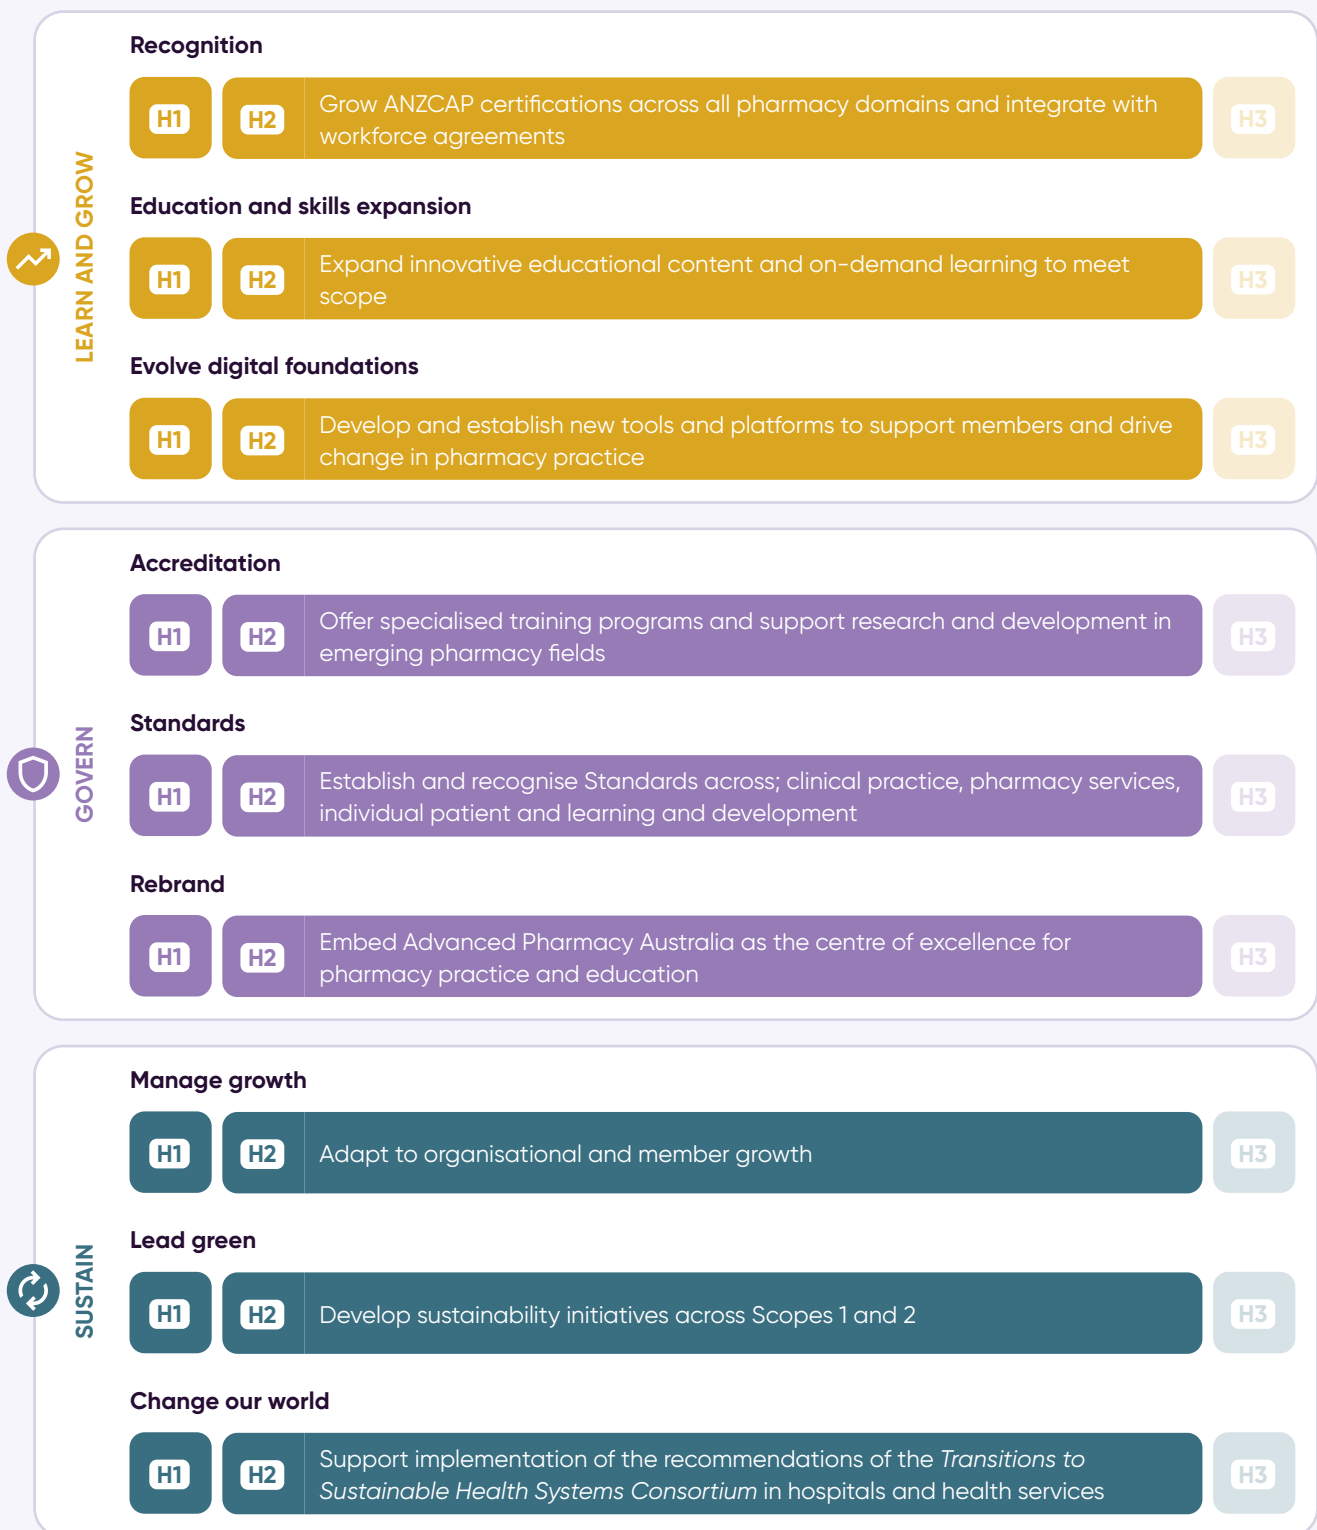 LEARN AND GROW
Recognition
H1
H2
Grow ANZCAP certifications across all pharmacy domains and integrate with
workforce agreements
H3
Education and skills expansion
H1
H2
Expand innovative educational content and on-demand learning to meet
scope
H3
Evolve digital foundations
H1
H2
Develop and establish new tools and platforms to support members and drive
change in pharmacy practice
H3
GOVERN
Accreditation
H1
H2
Offer specialised training programs and support research and development in
emerging pharmacy fields
H3
Standards
H1
H2
Establish and recognise Standards across; clinical practice, pharmacy services,
individual patient and learning and development
H3
Rebrand
H1
H2
Embed Advanced Pharmacy Australia as the centre of excellence for
pharmacy practice and education
H3
SUSTAIN
Manage growth
H1
H2
Adapt to organisational and member growth
H3
Lead green
H1
H2
Develop sustainability initiatives across Scopes 1 and 2
H3
Change our world
H1
H2
Support implementation of the recommendations of the Transitions to
Sustainable Health Systems Consortium in hospitals and health services
H3